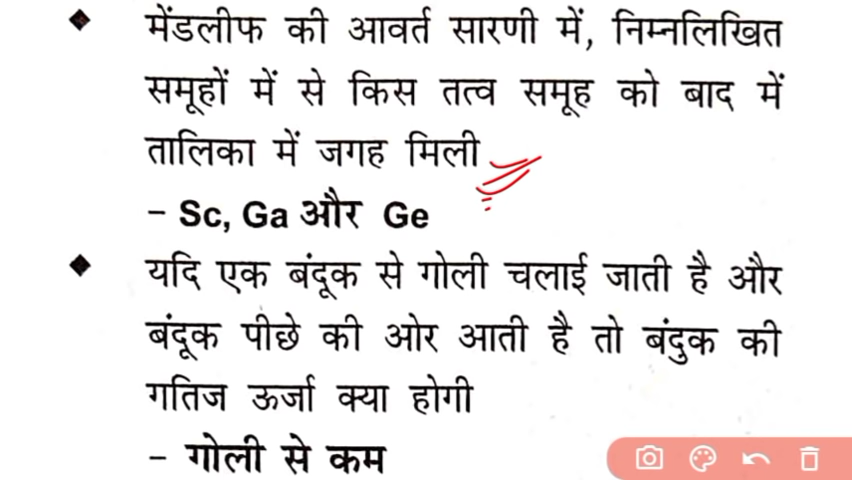 ◆ मेंडलीफ की आवर्त सारणी में, निम्नलिखित
समूहों में से किस तत्व समूह को बाद में
तालिका में जगह मिली
– Sc, Ga और Ge
◆ यदि एक बंदूक से गोली चलाई जाती है और
बंदूक पीछे की ओर आती है तो बंदुक की
गतिज ऊर्जा क्या होगी
– गोली से कम